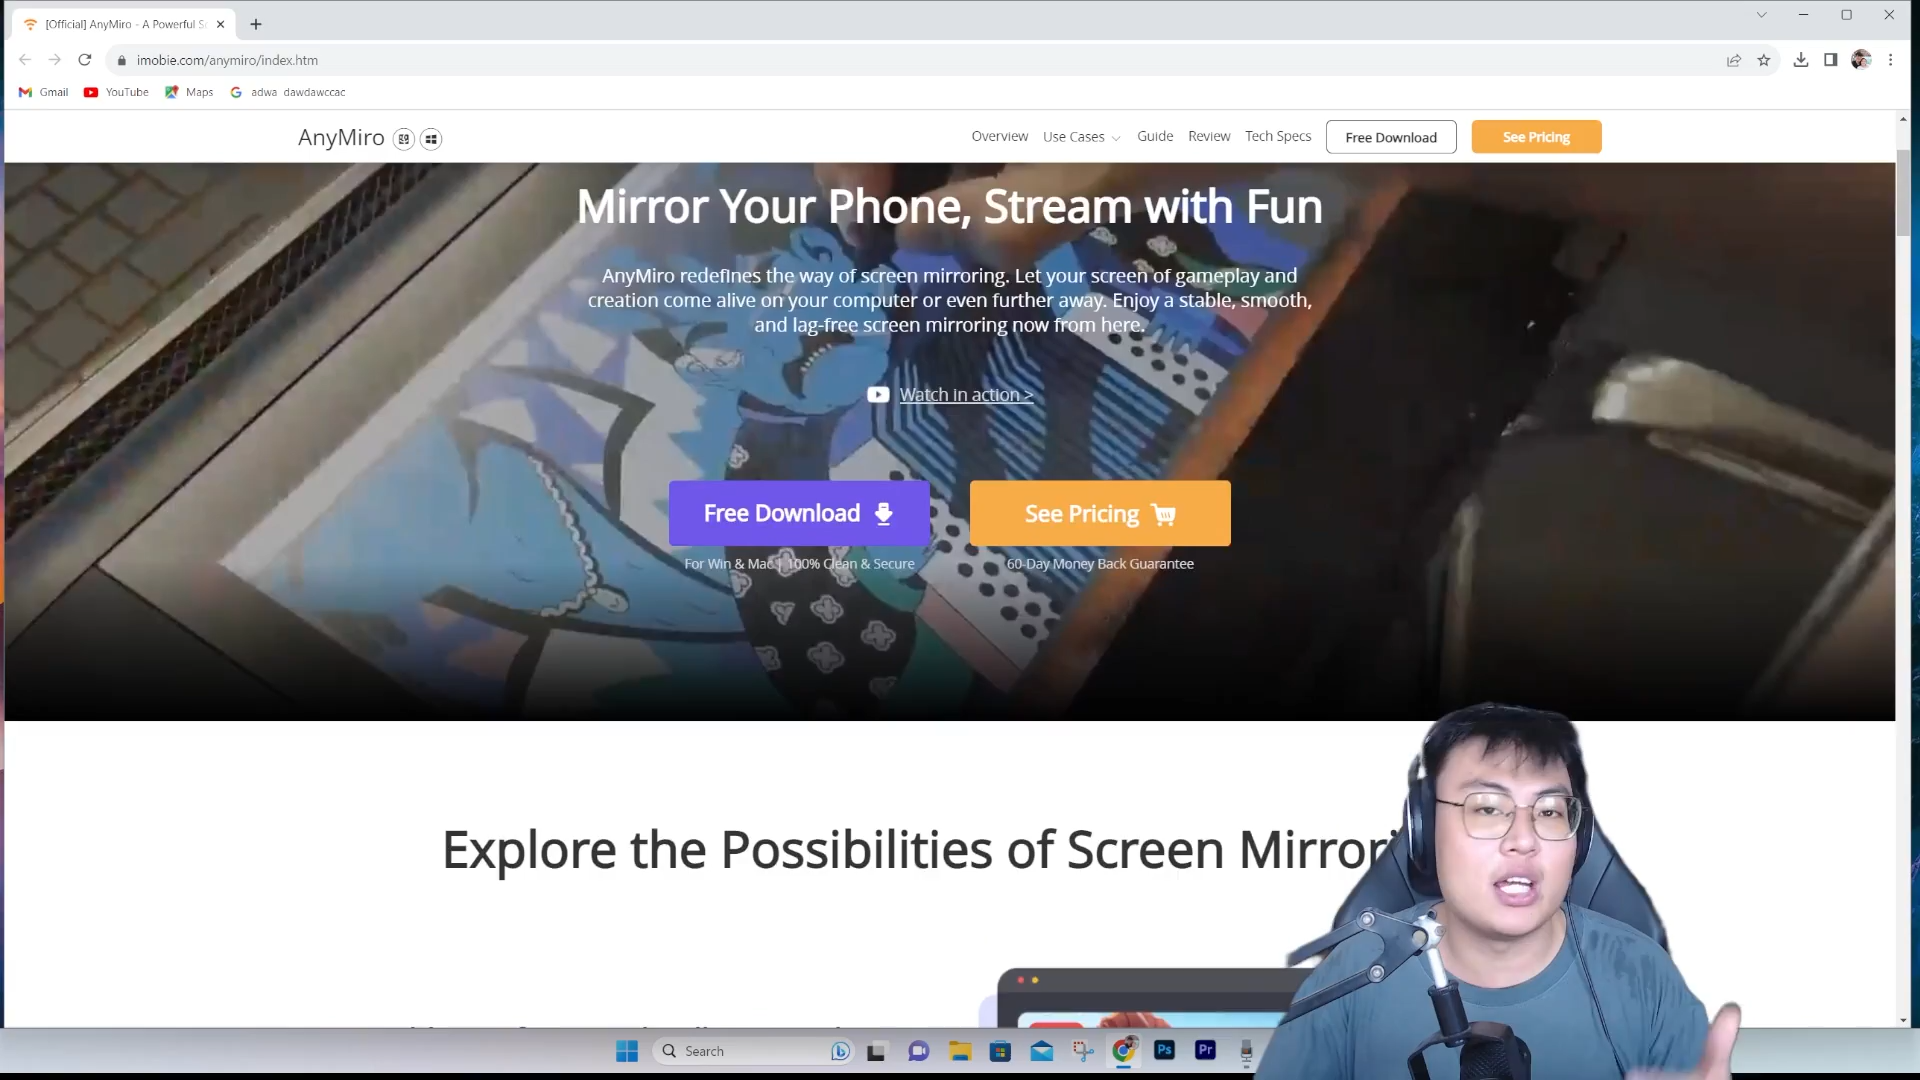 [Official] AnyMiro - A Powerful S
imobie.com/anymiro/index.htm
Gmail YouTube Maps adwa dawdawccac
AnyMiro
Overview Use Cases Guide Review Tech Specs Free Download See Pricing
Mirror Your Phone, Stream with Fun
AnyMiro redefines the way of screen mirroring. Let your screen of gameplay and
creation come alive on your computer or even further away. Enjoy a stable, smooth,
and lag-free screen mirroring now from here.
Watch in action >
Free Download See Pricing
For Win & Mac | 100% Clean & Secure 60-Day Money Back Guarantee
Explore the Possibilities of Screen Mirror
Search Ps Pr